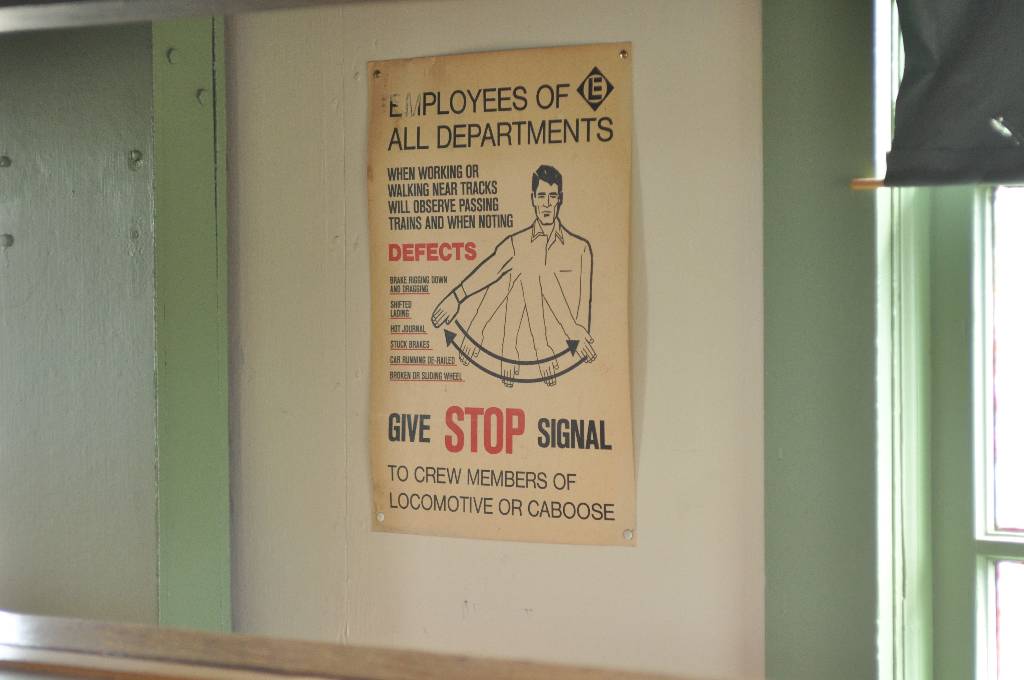 EMPLOYEES OF
ALL DEPARTMENTS
WHEN WORKING OR
WALKING NEAR TRACKS
WILL OBSERVE PASSING
TRAINS AND WHEN NOTING
DEFECTS
BRAKE RIGGING DOWN
AND DRAGGING
SHIFTED
LADING
HOT JOURNAL
STUCK BRAKES
CAR RUNNING DE-RAILED
BROKEN OR SLIDING WHEEL
GIVE STOP SIGNAL
TO CREW MEMBERS OF
LOCOMOTIVE OR CABOOSE